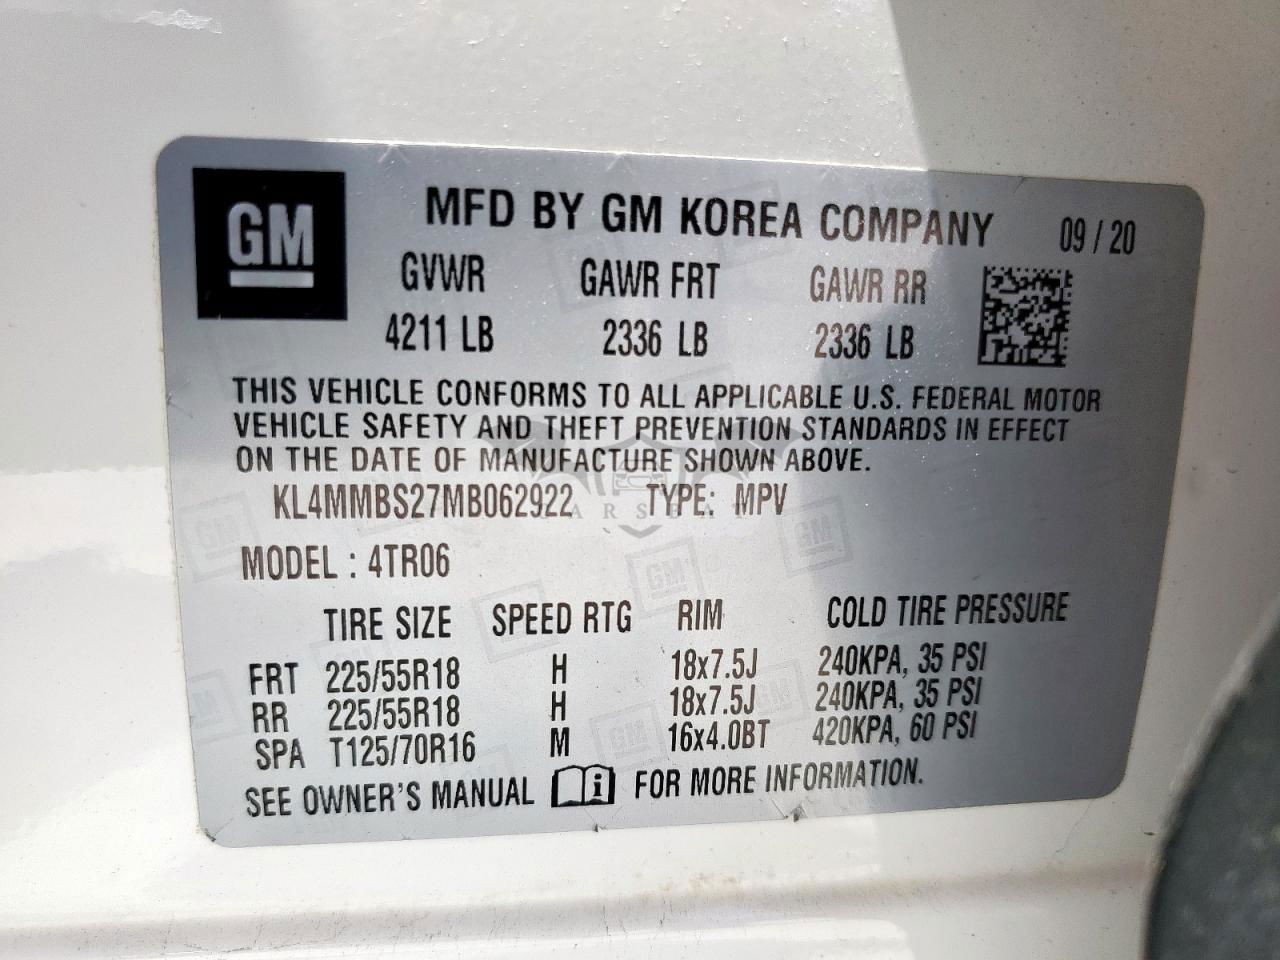 GM
MFD BY GM KOREA COMPANY 09 / 20
GVWR GAWR FRT GAWR RR
4211 LB 2336 LB 2336 LB
THIS VEHICLE CONFORMS TO ALL APPLICABLE U.S. FEDERAL MOTOR
VEHICLE SAFETY AND THEFT PREVENTION STANDARDS IN EFFECT
ON THE DATE OF MANUFACTURE SHOWN ABOVE.
KL4MMBS27MB062922 TYPE: MPV
MODEL : 4TR06
TIRE SIZE SPEED RTG RIM COLD TIRE PRESSURE
FRT 225/55R18 H 18x7.5J 240KPA, 35 PSI
RR 225/55R18 H 18x7.5J 240KPA, 35 PSI
SPA T125/70R16 M 16x4.0BT 420KPA, 60 PSI
SEE OWNER'S MANUAL i FOR MORE INFORMATION.